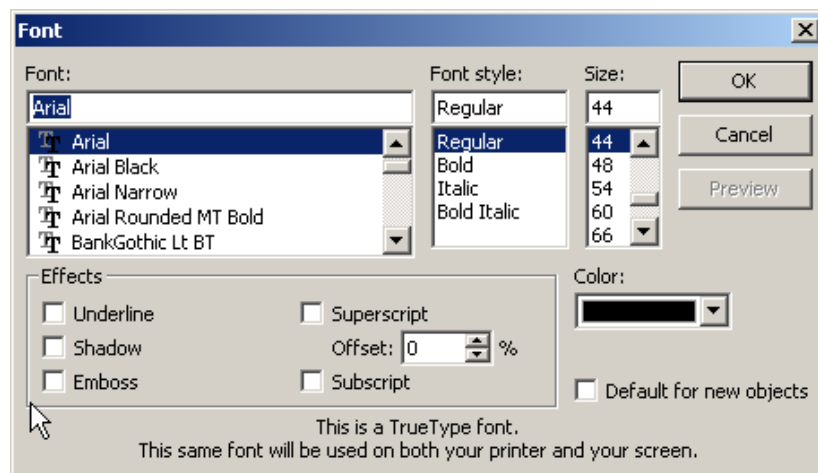 Font
Font: Font style: Size:
Arial Regular 44 OK
Arial Regular 44 Cancel
Arial Black Bold 48
Arial Narrow Italic 54 Preview
Arial Rounded MT Bold Bold Italic 60
BankGothic Lt BT 66
Effects Color:
Underline Superscript
Shadow Offset: 0 %
Emboss Subscript Default for new objects
This is a TrueType font.
This same font will be used on both your printer and your screen.